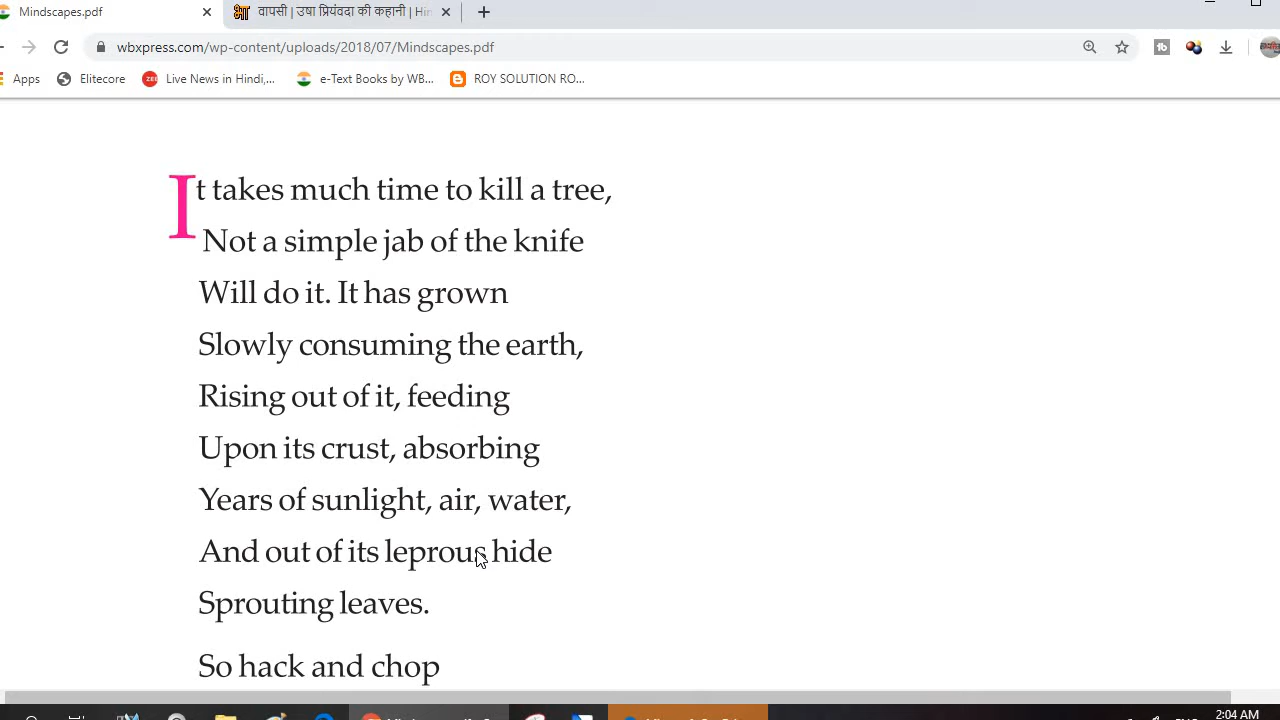 Mindscapes.pdf
वापसी | उषा प्रियंवदा की कहानी | Hin
wbxpress.com/wp-content/uploads/2018/07/Mindscapes.pdf
Apps
Elitecore
Live News in Hindi,...
e-Text Books by WB...
ROY SOLUTION RO...
It takes much time to kill a tree,
Not a simple jab of the knife
Will do it. It has grown
Slowly consuming the earth,
Rising out of it, feeding
Upon its crust, absorbing
Years of sunlight, air, water,
And out of its leprous hide
Sprouting leaves.
So hack and chop
2:04 AM